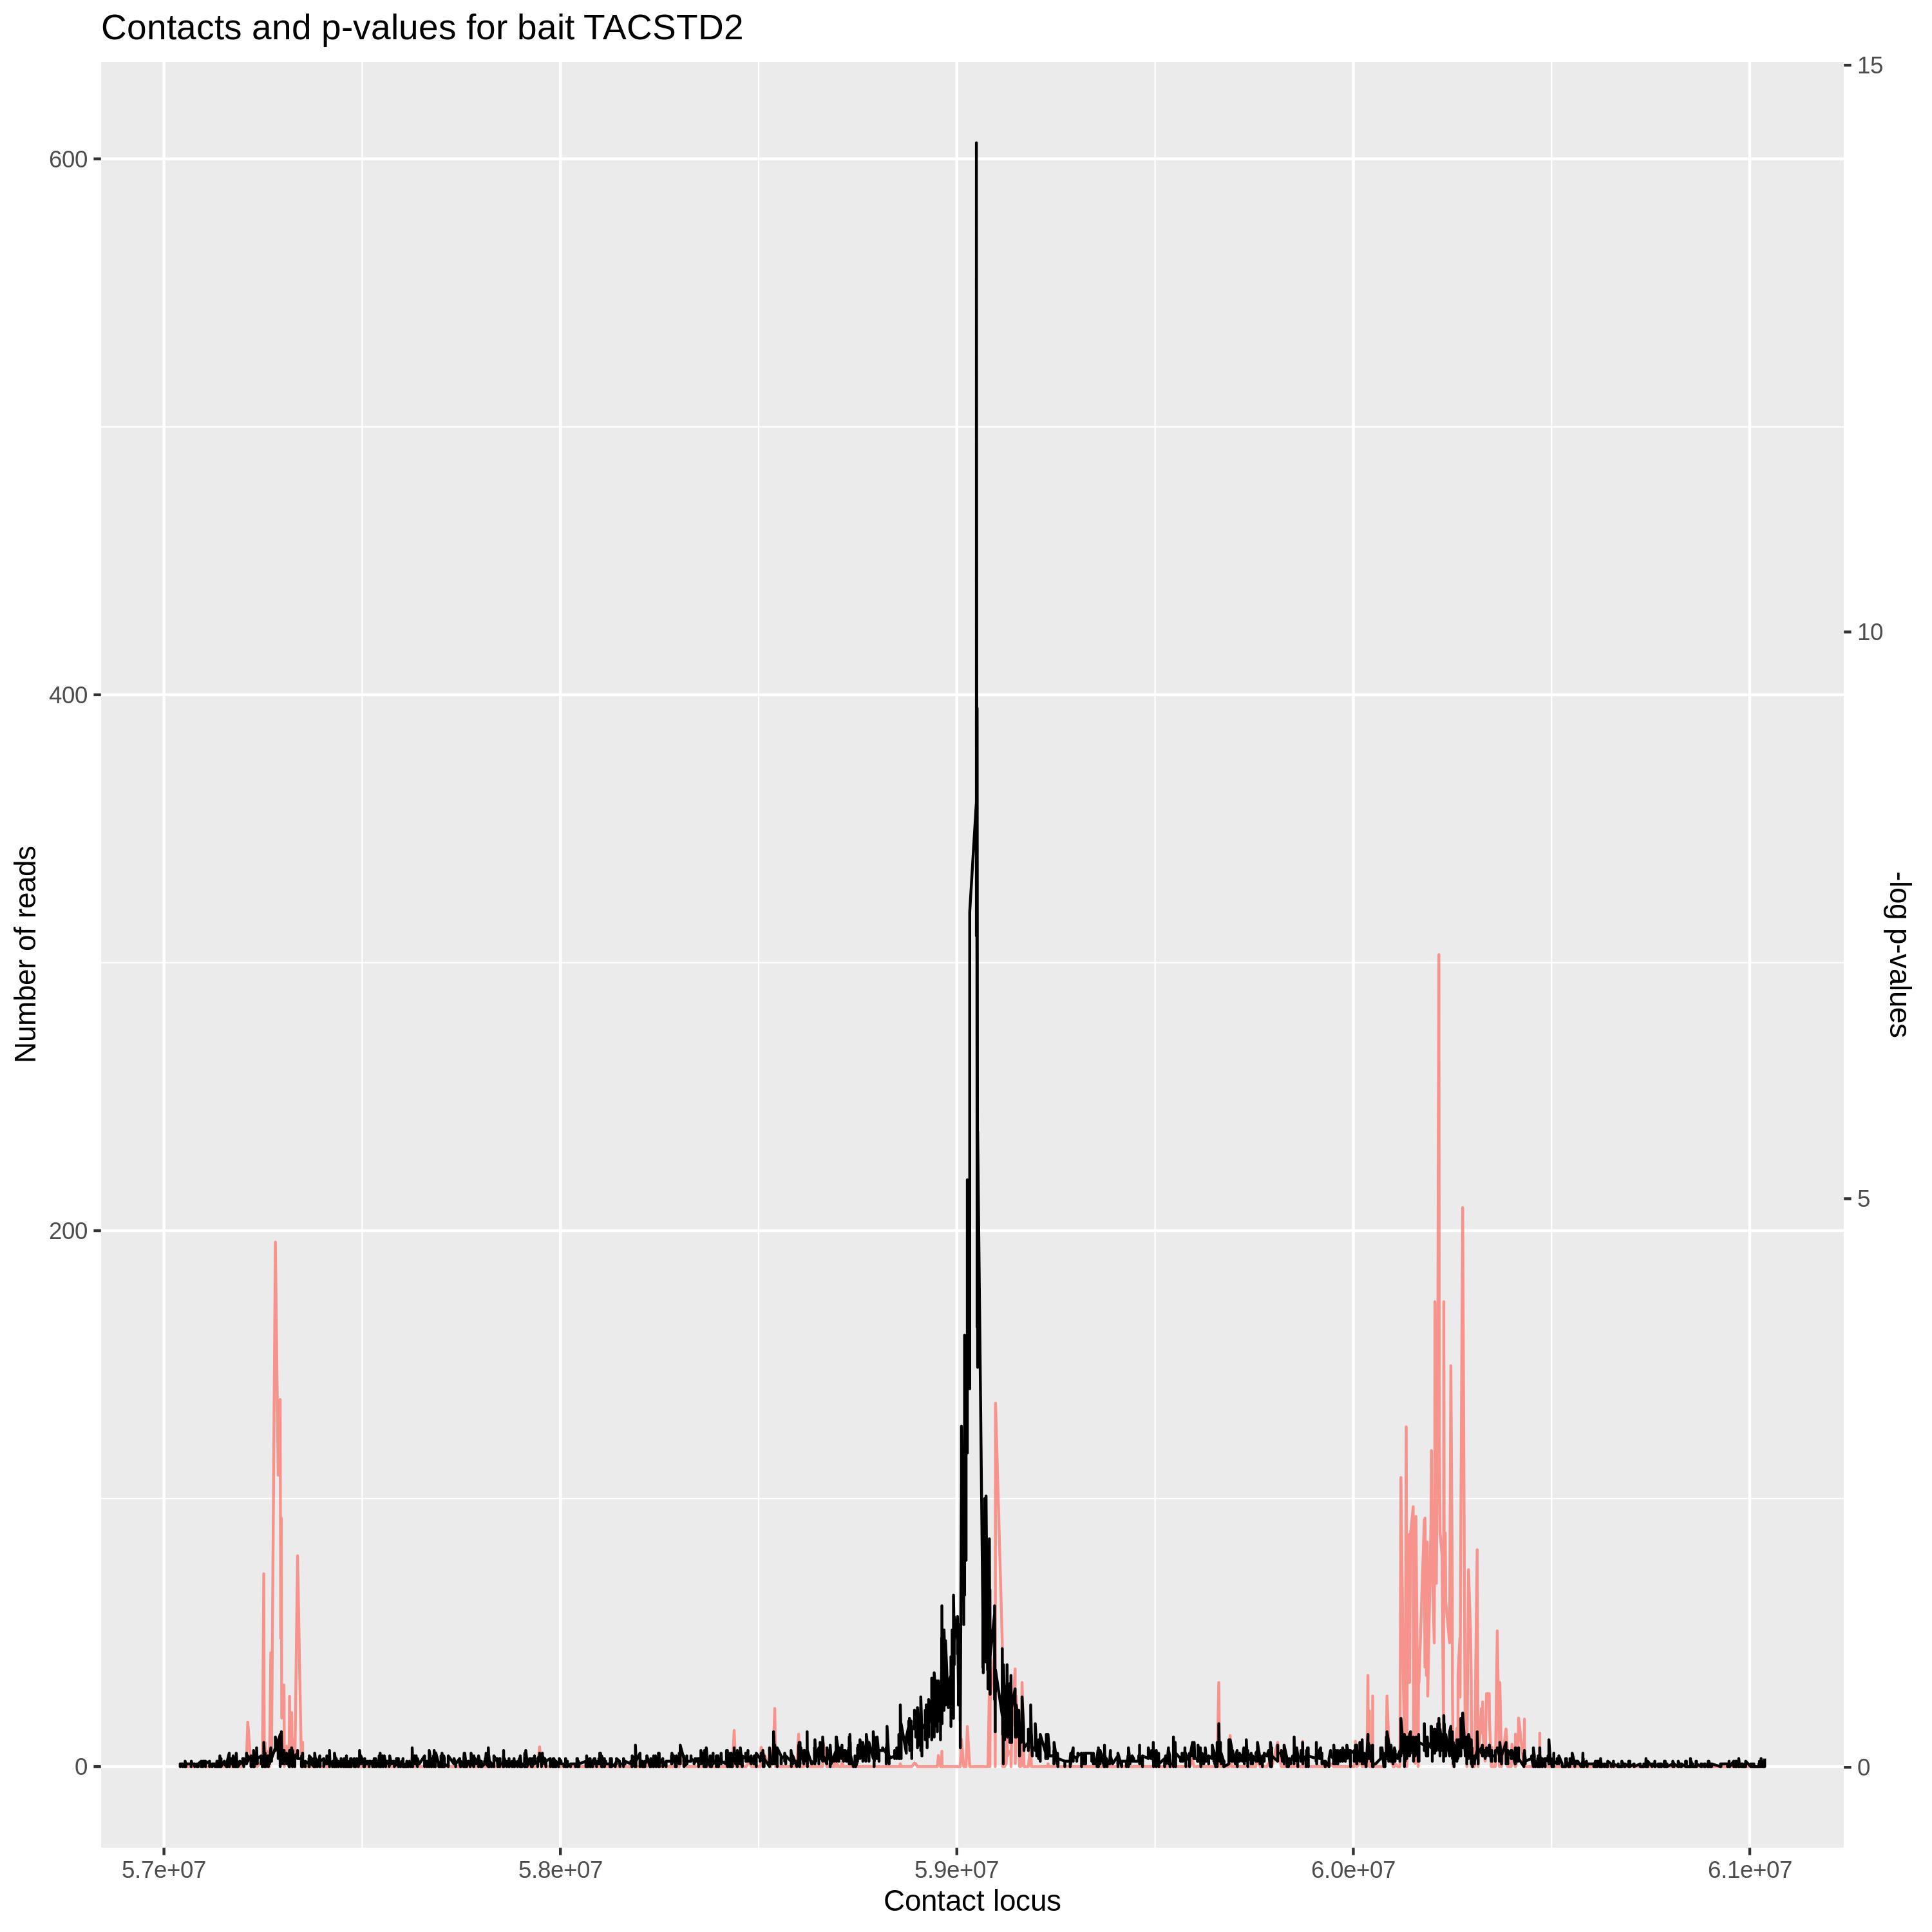 Contacts and p-values for bait TACSTD2
15
600
10
400
Number of reads
-log p-values
5
200
0
0
5.7e+07
5.8e+07
5.9e+07
6.0e+07
6.1e+07
Contact locus